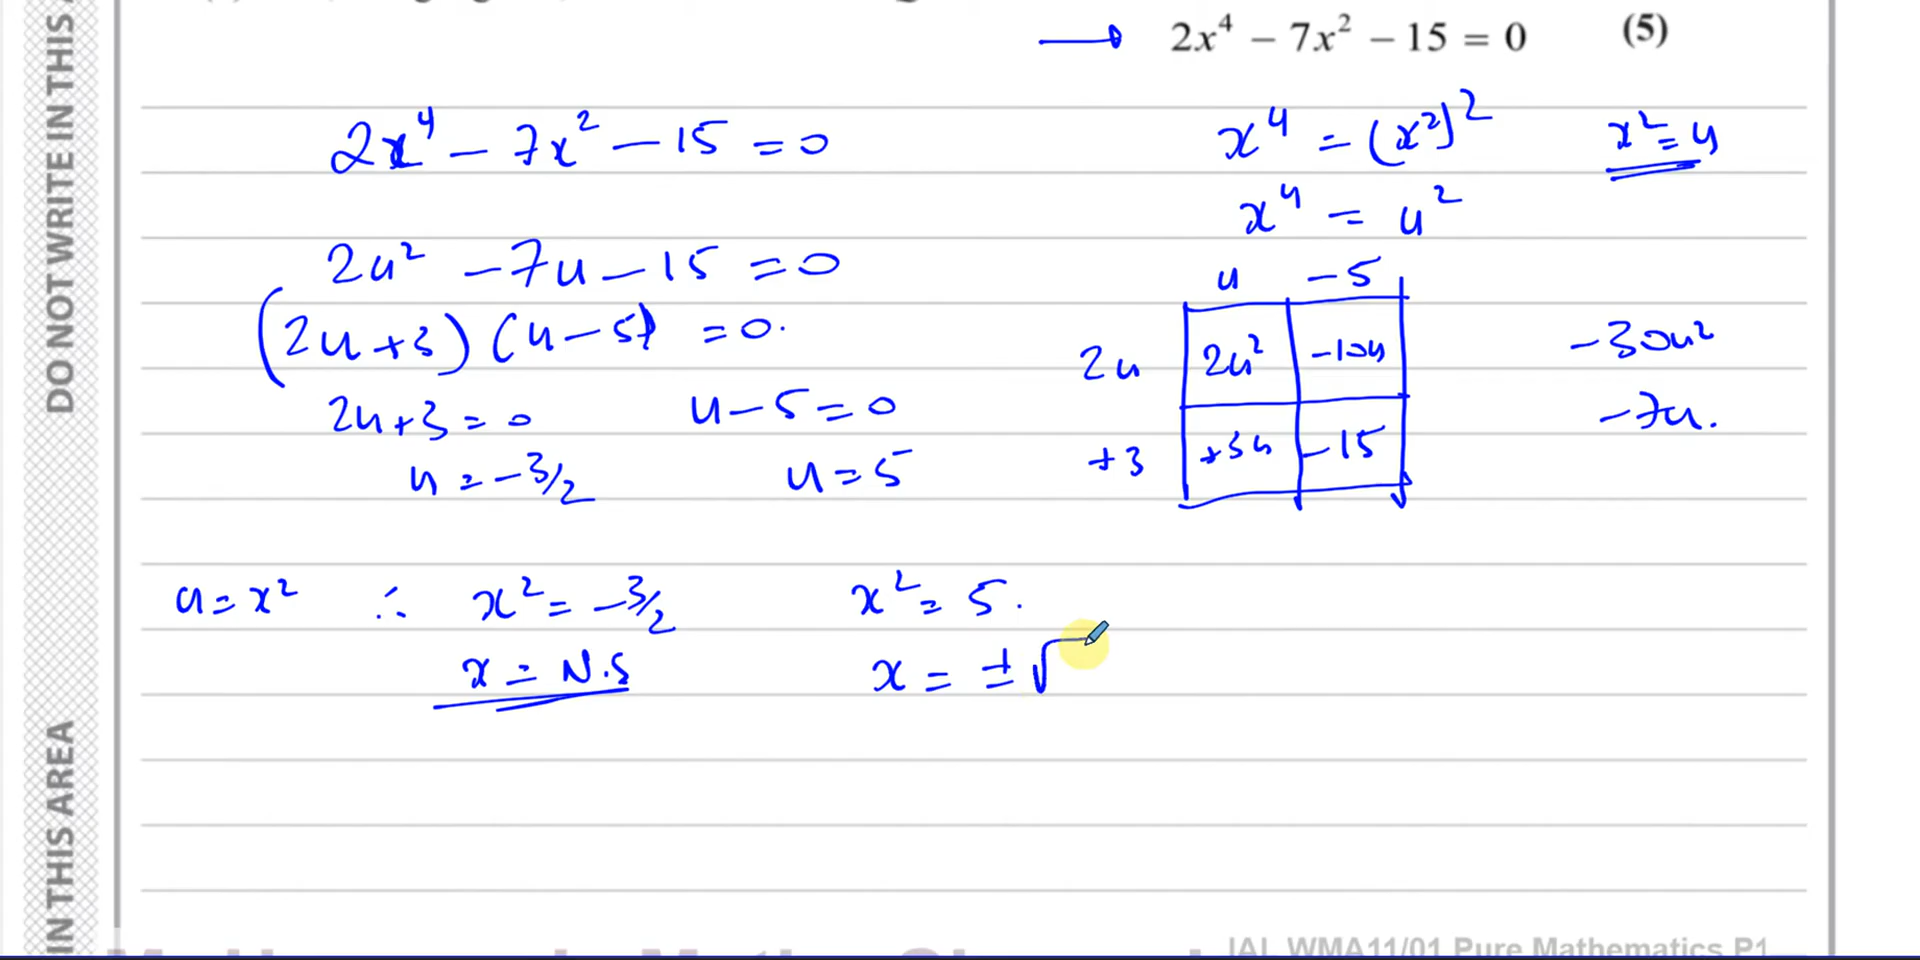 2x⁴ − 7x² − 15 = 0 (5)
2x⁴ − 7x² − 15 = 0
x⁴ = (x²)²
x² = u
x⁴ = u²
2u² − 7u − 15 = 0
(2u+3)(u−5) = 0.
2u+3 = 0
u − 5 = 0
u = −3/2
u = 5
u −5
2u 2u² −10u
+3 +3u −15
−30u²
−7u.
u = x² ∴ x² = −3/2
x² = 5.
x = N.S
x = ±√
DO NOT WRITE IN THIS
IN THIS AREA
IAL WMA11/01 Pure Mathematics P1